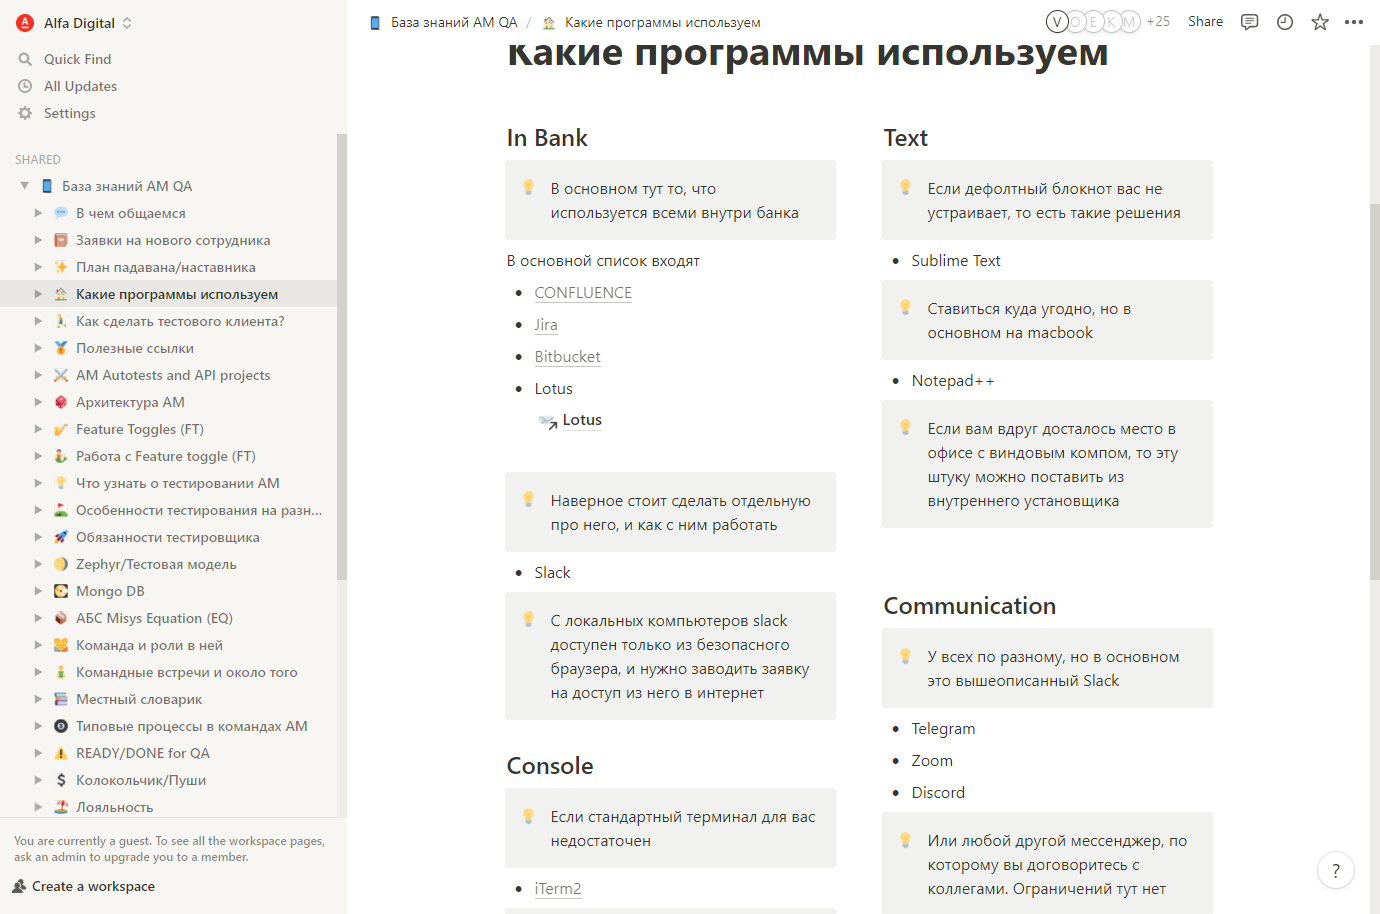 Alfa Digital
Quick Find
All Updates
Settings
SHARED
База знаний AM QA
В чем общаемся
Заявки на нового сотрудника
План падавана/наставника
Какие программы используем
Как сделать тестового клиента?
Полезные ссылки
AM Autotests and API projects
Архитектура AM
Feature Toggles (FT)
Работа с Feature toggle (FT)
Что узнать о тестировании AM
Особенности тестирования на разн...
Обязанности тестировщика
Zephyr/Тестовая модель
Mongo DB
АБС Misys Equation (EQ)
Команда и роли в ней
Командные встречи и около того
Местный словарик
Типовые процессы в командах AM
READY/DONE for QA
Колокольчик/Пуши
Лояльность
You are currently a guest. To see all the workspace pages,
ask an admin to upgrade you to a member.
Create a workspace
База знаний AM QA / Какие программы используем
V O E K M +25 Share
Какие программы используем
In Bank
В основном тут то, что
используется всеми внутри банка
В основной список входят
• CONFLUENCE
• Jira
• Bitbucket
• Lotus
Lotus
Наверное стоит сделать отдельную
про него, и как с ним работать
• Slack
С локальных компьютеров slack
доступен только из безопасного
браузера, и нужно заводить заявку
на доступ из него в интернет
Console
Если стандартный терминал для вас
недостаточен
• iTerm2
Text
Если дефолтный блокнот вас не
устраивает, то есть такие решения
• Sublime Text
Ставиться куда угодно, но в
основном на macbook
• Notepad++
Если вам вдруг досталось место в
офисе с виндовым компом, то эту
штуку можно поставить из
внутреннего установщика
Communication
У всех по разному, но в основном
это вышеописанный Slack
• Telegram
• Zoom
• Discord
Или любой другой мессенджер, по
которому вы договоритесь с
коллегами. Ограничений тут нет
?